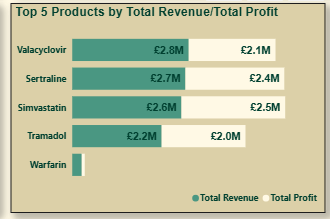 Top 5 Products by Total Revenue/Total Profit
Valacyclovir £2.8M £2.1M
Sertraline £2.7M £2.4M
Simvastatin £2.6M £2.5M
Tramadol £2.2M £2.0M
Warfarin
Total Revenue Total Profit